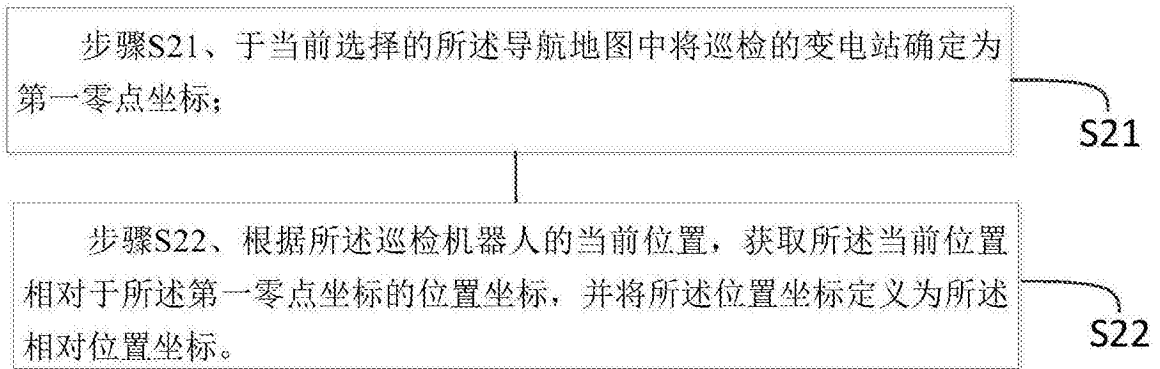 步骤S21、于当前选择的所述导航地图中将巡检的变电站确定为
第一零点坐标；
S21
步骤S22、根据所述巡检机器人的当前位置，获取所述当前位置
相对于所述第一零点坐标的位置坐标，并将所述位置坐标定义为所述
相对位置坐标。
S22